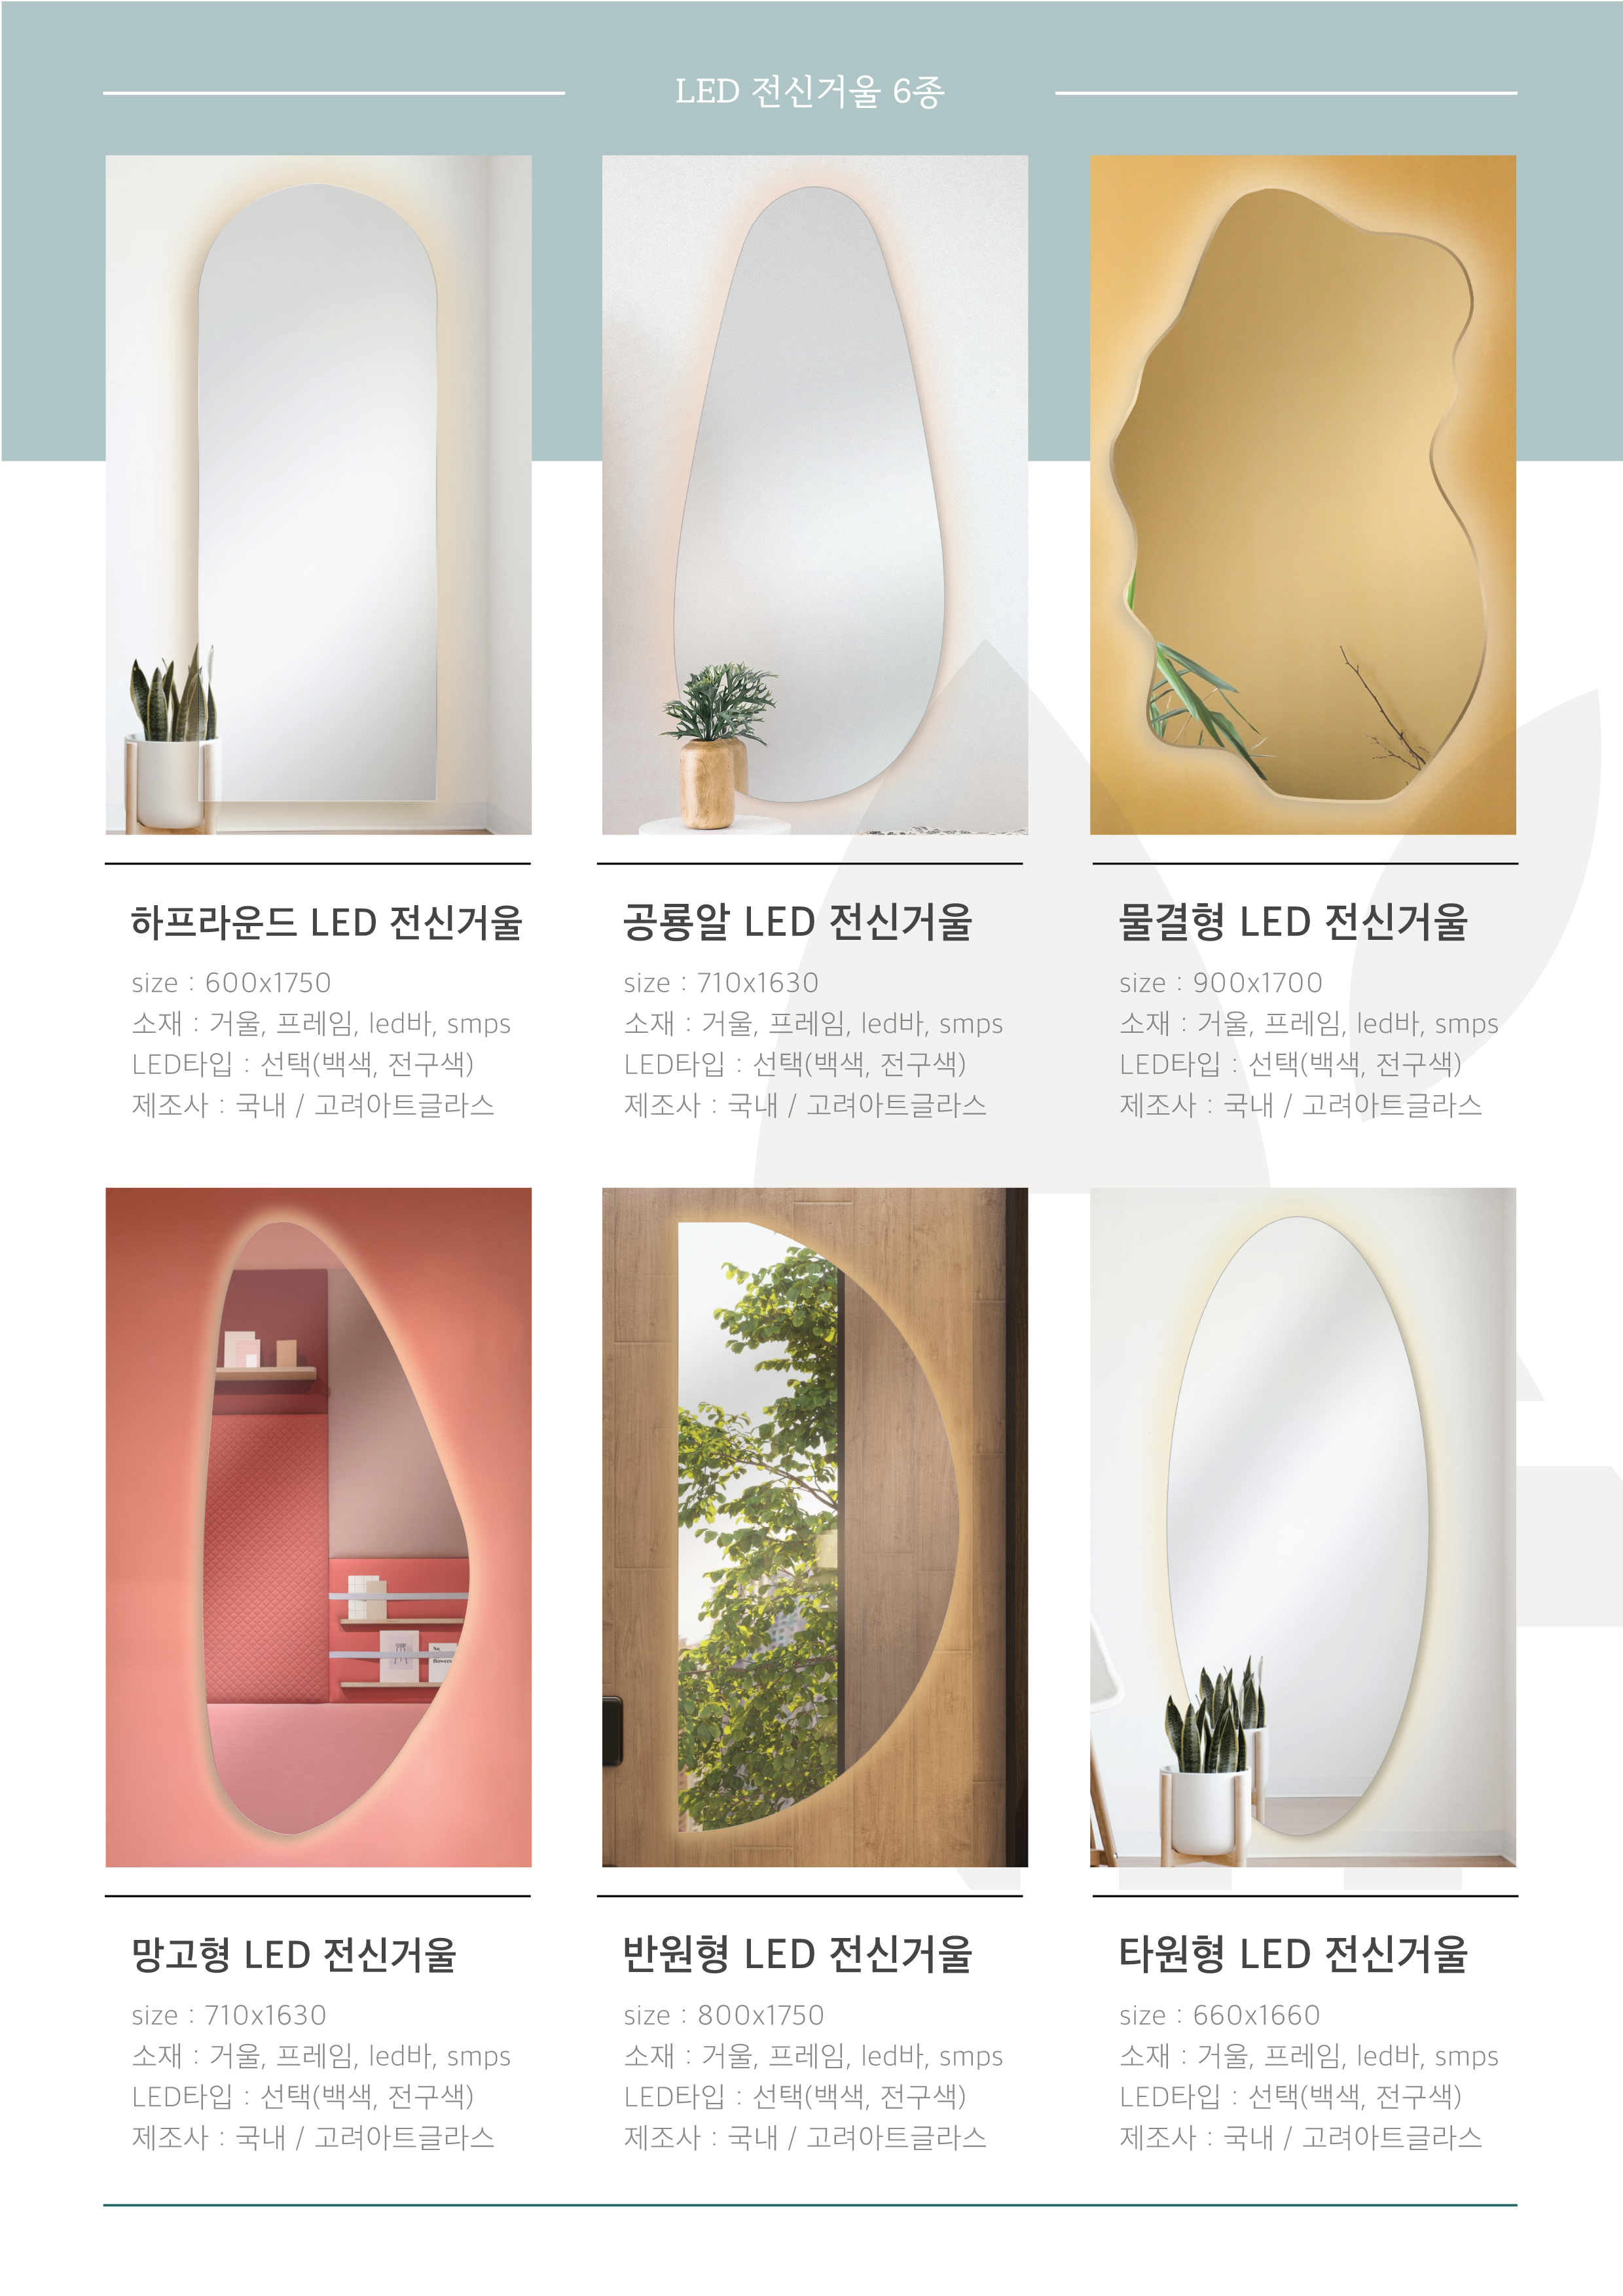 LED 전신거울 6종
하프라운드 LED 전신거울
size : 600x1750
소재 : 거울, 프레임, led바, smps
LED타입 : 선택(백색, 전구색)
제조사 : 국내 / 고려아트글라스
공룡알 LED 전신거울
size : 710x1630
소재 : 거울, 프레임, led바, smps
LED타입 : 선택(백색, 전구색)
제조사 : 국내 / 고려아트글라스
물결형 LED 전신거울
size : 900x1700
소재 : 거울, 프레임, led바, smps
LED타입 : 선택(백색, 전구색)
제조사 : 국내 / 고려아트글라스
망고형 LED 전신거울
size : 710x1630
소재 : 거울, 프레임, led바, smps
LED타입 : 선택(백색, 전구색)
제조사 : 국내 / 고려아트글라스
반원형 LED 전신거울
size : 800x1750
소재 : 거울, 프레임, led바, smps
LED타입 : 선택(백색, 전구색)
제조사 : 국내 / 고려아트글라스
타원형 LED 전신거울
size : 660x1660
소재 : 거울, 프레임, led바, smps
LED타입 : 선택(백색, 전구색)
제조사 : 국내 / 고려아트글라스